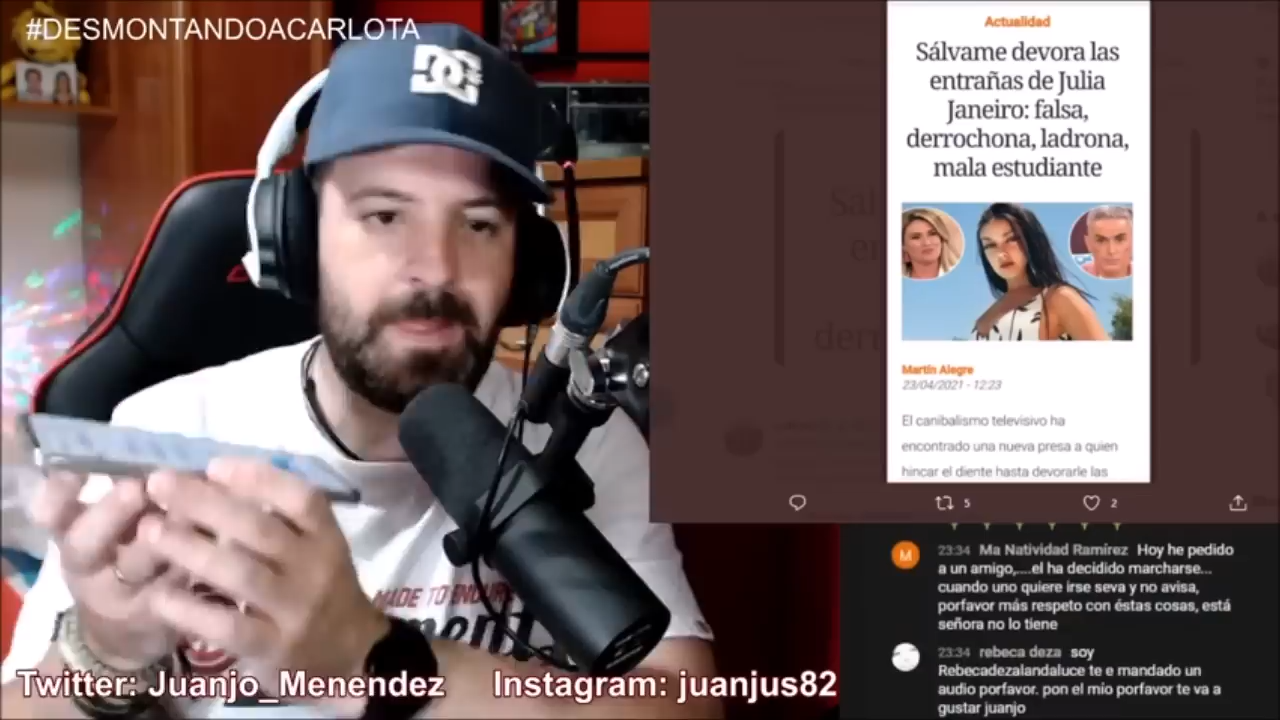 #DESMONTANDOACARLOTA
DC
Actualidad
Sálvame devora las
entrañas de Julia
Janeiro: falsa,
derrochona, ladrona,
mala estudiante
Martín Alegre
23/04/2021 - 12:23
El canibalismo televisivo ha
encontrado una nueva presa a quien
hincar el diente hasta devorarle las
5
2
M
23:34 Ma Natividad Ramírez Hoy he pedido
a un amigo,....el ha decidido marcharse...
cuando uno quiere irse seva y no avisa,
porfavor más respeto con éstas cosas, está
señora no lo tiene
23:34 rebeca deza soy
Rebecadezalandaluce te e mandado un
audio porfavor. pon el mío porfavor te va a
gustar juanjo
MADE TO ENDURE
Twitter: Juanjo_Menendez Instagram: juanjus82